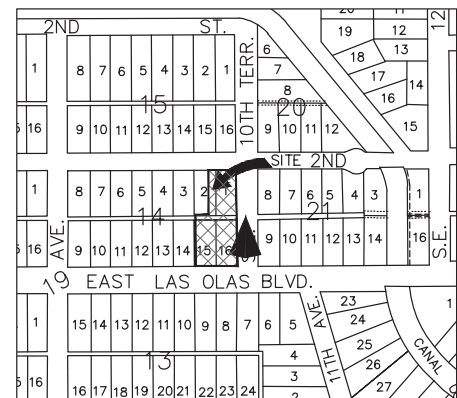 2ND ST.
1
8 7 6 5 4 3 2 1
6
7
8
19
12
18
13
17
14
16
15
12
10TH TERR.
15
20
16
9 10 11 12 13 14 15 16
9 10 11 12
SITE 2ND
1
8 7 6 5 4 3 2 1
8 7 6 5 4 3
1
14
21
16
9 10 11 12 13 14 15 16
9 10 11 12 13 14
16
AVE.
S.E.
19 EAST LAS OLAS BLVD.
1
15 14 13 12 11 10 9 8 7 6 5
4
3
2
13
16
16 17 18 19 20 21 22 23 24
11TH AVE.
23
24
25
26
27
1
CANAL